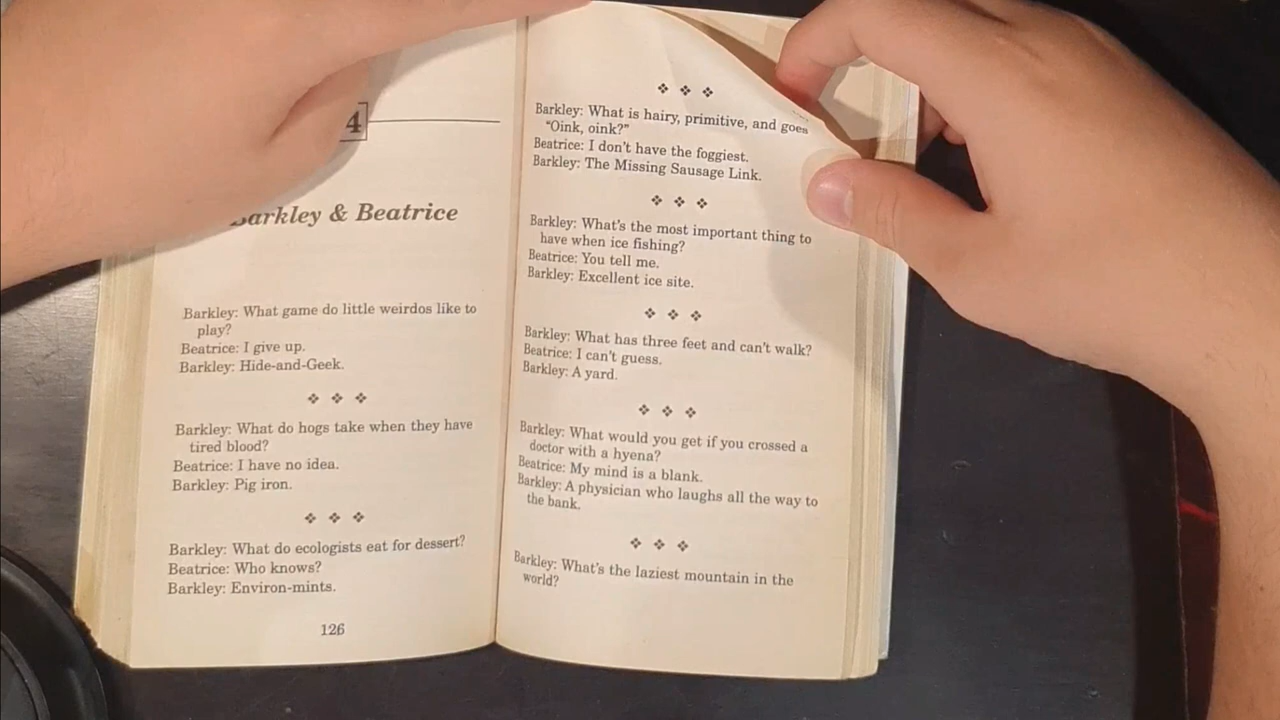 4
Barkley & Beatrice
Barkley: What game do little weirdos like to
play?
Beatrice: I give up.
Barkley: Hide-and-Geek.
❖ ❖ ❖
Barkley: What do hogs take when they have
tired blood?
Beatrice: I have no idea.
Barkley: Pig iron.
❖ ❖ ❖
Barkley: What do ecologists eat for dessert?
Beatrice: Who knows?
Barkley: Environ-mints.
126
❖ ❖ ❖
Barkley: What is hairy, primitive, and goes
"Oink, oink?"
Beatrice: I don't have the foggiest.
Barkley: The Missing Sausage Link.
❖ ❖ ❖
Barkley: What's the most important thing to
have when ice fishing?
Beatrice: You tell me.
Barkley: Excellent ice site.
❖ ❖ ❖
Barkley: What has three feet and can't walk?
Beatrice: I can't guess.
Barkley: A yard.
❖ ❖ ❖
Barkley: What would you get if you crossed a
doctor with a hyena?
Beatrice: My mind is a blank.
Barkley: A physician who laughs all the way to
the bank.
❖ ❖ ❖
Barkley: What's the laziest mountain in the
world?